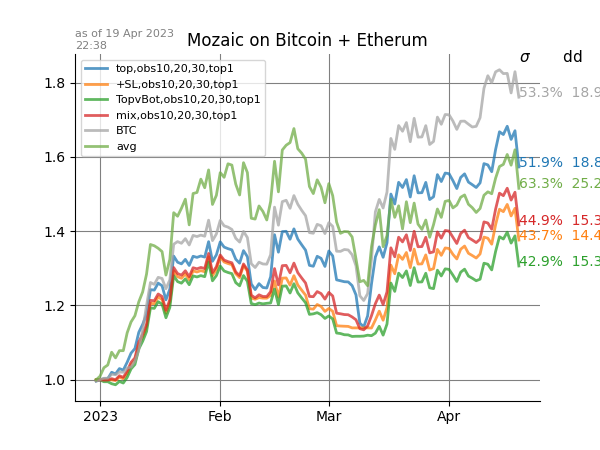 as of 19 Apr 2023
22:38
Mozaic on Bitcoin + Etherum
σ dd
top,obs10,20,30,top1
+SL,obs10,20,30,top1
TopvBot,obs10,20,30,top1
mix,obs10,20,30,top1
BTC
avg
1.8
1.6
1.4
1.2
1.0
53.3% 18.9
51.9% 18.8
63.3% 25.2
44.9% 15.3
43.7% 14.4
42.9% 15.3
2023 Feb Mar Apr